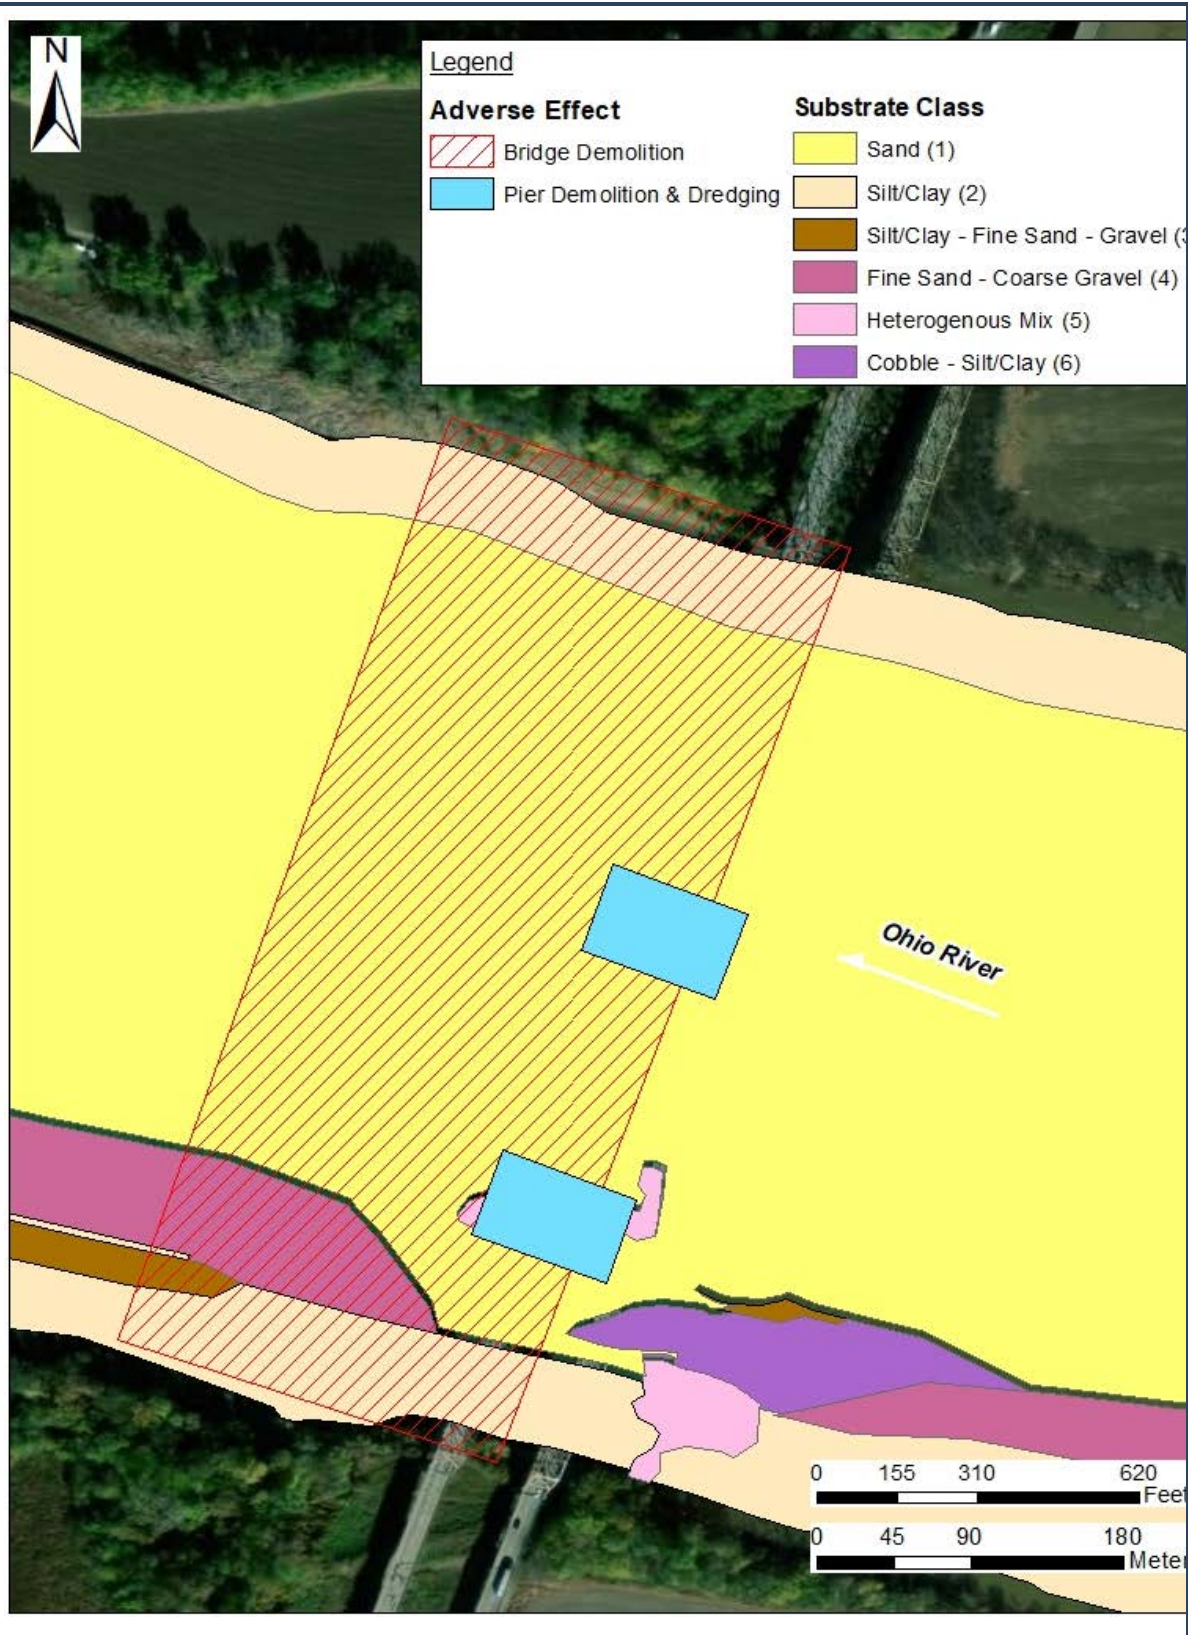 N
Legend
Adverse Effect
Bridge Demolition
Pier Demolition & Dredging
Substrate Class
Sand (1)
Silt/Clay (2)
Silt/Clay - Fine Sand - Gravel (
Fine Sand - Coarse Gravel (4)
Heterogenous Mix (5)
Cobble - Silt/Clay (6)
Ohio River
0 155 310 620
Feet
0 45 90 180
Meter